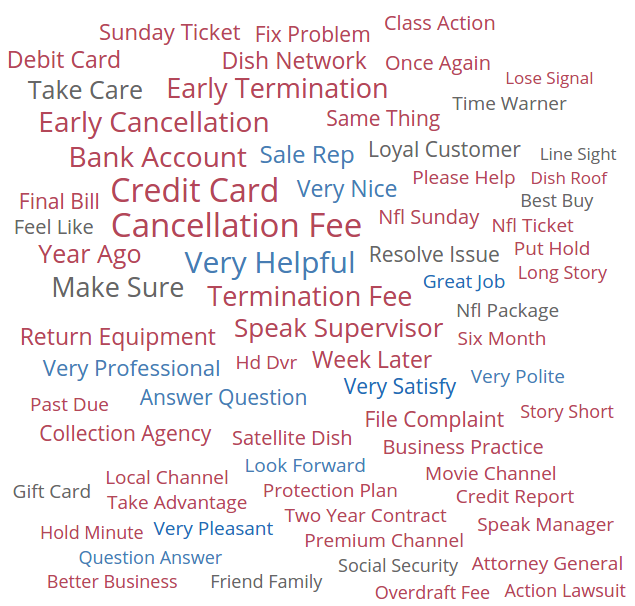 Class Action
Sunday Ticket Fix Problem
Debit Card Dish Network Once Again
Lose Signal
Take Care Early Termination
Time Warner
Early Cancellation Same Thing
Bank Account Sale Rep Loyal Customer Line Sight
Credit Card Very Nice Please Help Dish Roof
Final Bill Best Buy
Feel Like Cancellation Fee Nfl Sunday Nfl Ticket
Year Ago Very Helpful Resolve Issue Put Hold
Great Job Long Story
Make Sure Termination Fee
Nfl Package
Return Equipment Speak Supervisor Six Month
Very Professional Hd Dvr Week Later
Very Satisfy Very Polite
Past Due Answer Question
File Complaint Story Short
Collection Agency Satellite Dish
Business Practice
Look Forward
Local Channel Movie Channel
Gift Card Protection Plan
Take Advantage Credit Report
Two Year Contract
Hold Minute Very Pleasant Speak Manager
Premium Channel
Question Answer Social Security Attorney General
Better Business Friend Family
Overdraft Fee Action Lawsuit